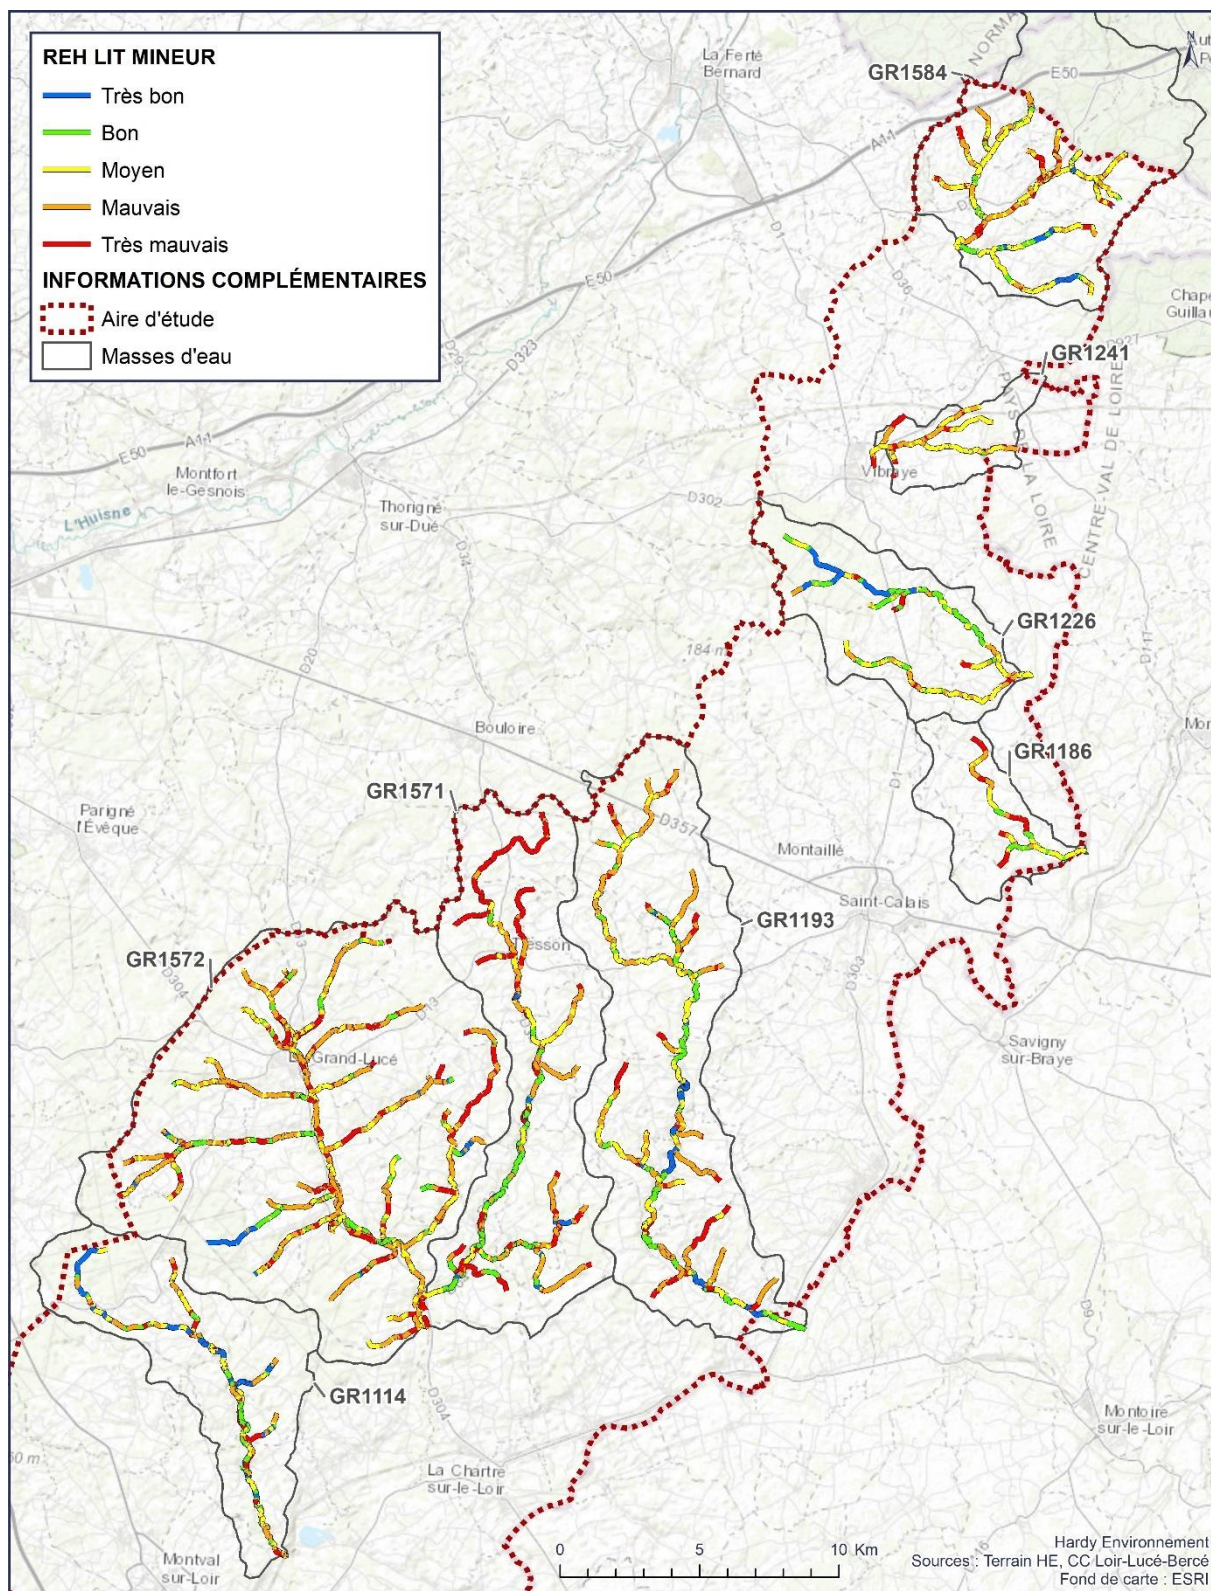 REH LIT MINEUR
Très bon
Bon
Moyen
Mauvais
Très mauvais
INFORMATIONS COMPLÉMENTAIRES
Aire d'étude
Masses d'eau
La Ferté
Bernard
GR1584
E50
A11
D1
D36
E50
D323
GR1241
D927
PAYS DE LA LOIRE
CENTRE-VAL DE LOIRE
A11
E50
Montfort
le-Gesnois
L'Huisne
Thorigné
sur-Dué
D302
Vibraye
D34
D20
184 m
GR1226
D117
Bouloire
GR1186
D1
GR1571
D357
Parigné
l'Évêque
Montaillé
Saint-Calais
GR1193
GR1572
D304
D303
Savigny
sur-Braye
GR1114
D304
D9
La Chartre
sur-le-Loir
Montoire
sur-le-Loir
Montval
sur-Loir
0 5 10 Km
Hardy Environnement
Sources : Terrain HE, CC Loir-Lucé-Bercé
Fond de carte : ESRI